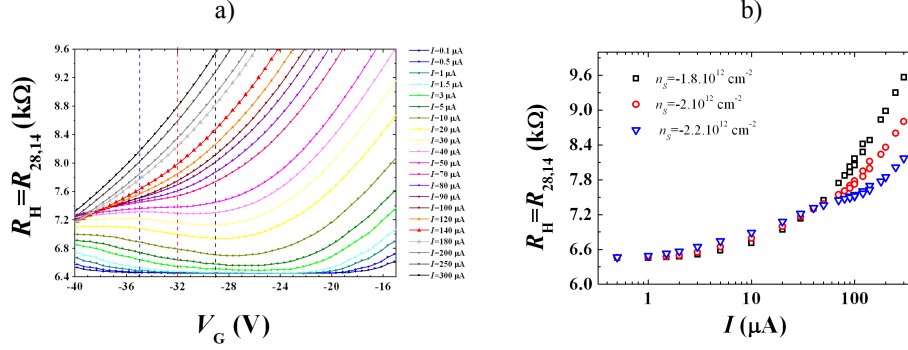 a)
b)
R_H=R_28,14 (kΩ)
9.6
9.2
8.8
8.4
8.0
7.6
7.2
6.8
6.4
-40
-36
-32
-28
-24
-20
-16
V_G (V)
I=0.1 μA
I=0.5 μA
I=1 μA
I=1.5 μA
I=3 μA
I=5 μA
I=10 μA
I=20 μA
I=30 μA
I=40 μA
I=50 μA
I=70 μA
I=80 μA
I=90 μA
I=100 μA
I=120 μA
I=140 μA
I=180 μA
I=200 μA
I=250 μA
I=300 μA
R_H=R_28,14 (kΩ)
9.6
9.0
8.4
7.8
7.2
6.6
6.0
n_S=-1.8.10^12 cm^-2
n_S=-2.10^12 cm^-2
n_S=-2.2.10^12 cm^-2
1
10
100
I (μA)